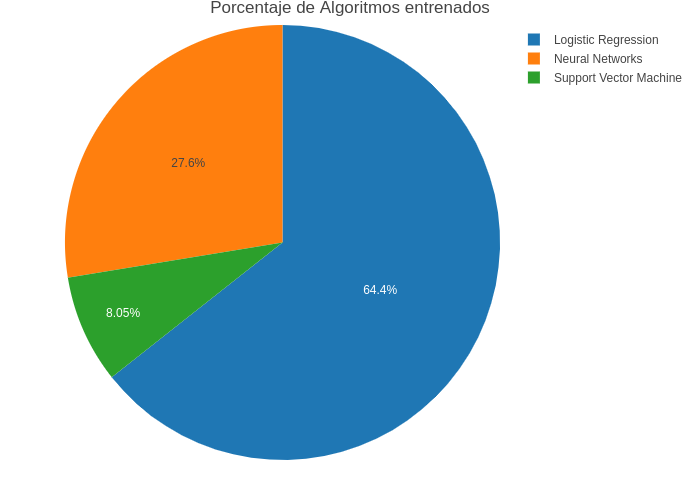 Porcentaje de Algoritmos entrenados
Logistic Regression
Neural Networks
Support Vector Machine
27.6%
64.4%
8.05%